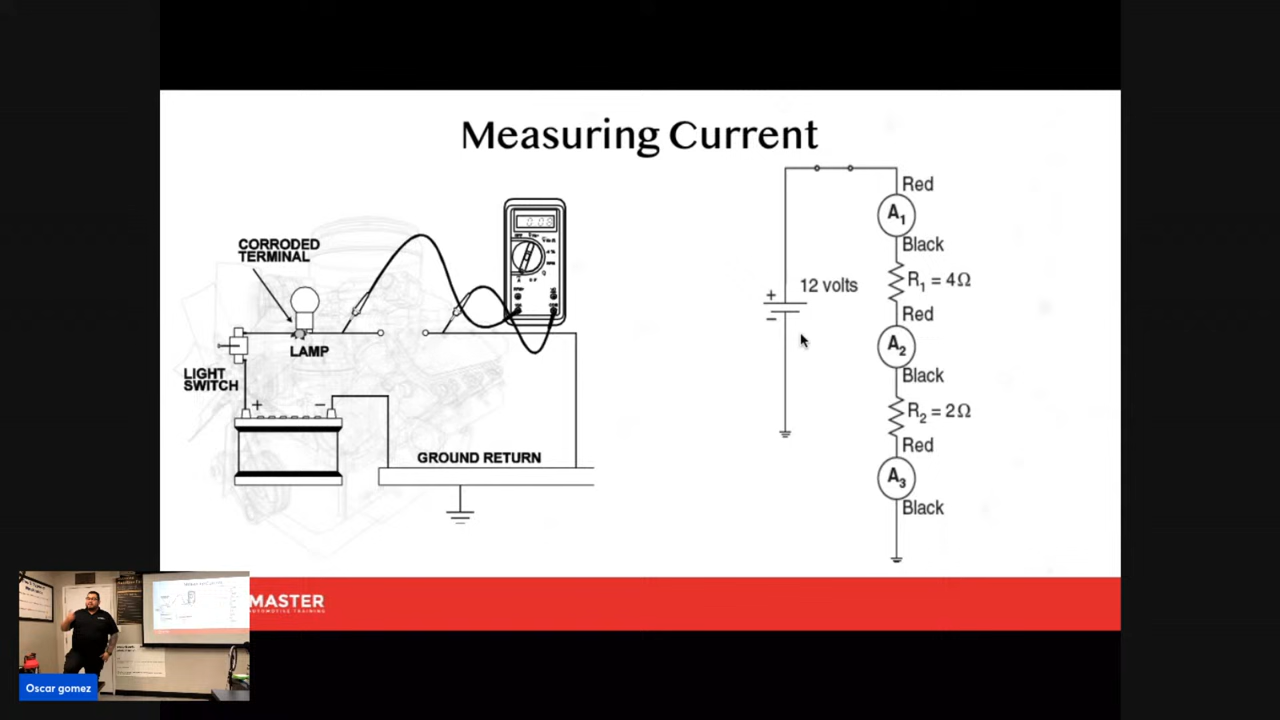 Measuring Current
CORRODED
TERMINAL
LAMP
LIGHT
SWITCH
+
−
GROUND RETURN
12 volts
+
−
Red
A1
Black
R1 = 4Ω
Red
A2
Black
R2 = 2Ω
Red
A3
Black
MASTER
AUTOMOTIVE TRAINING
Oscar gomez